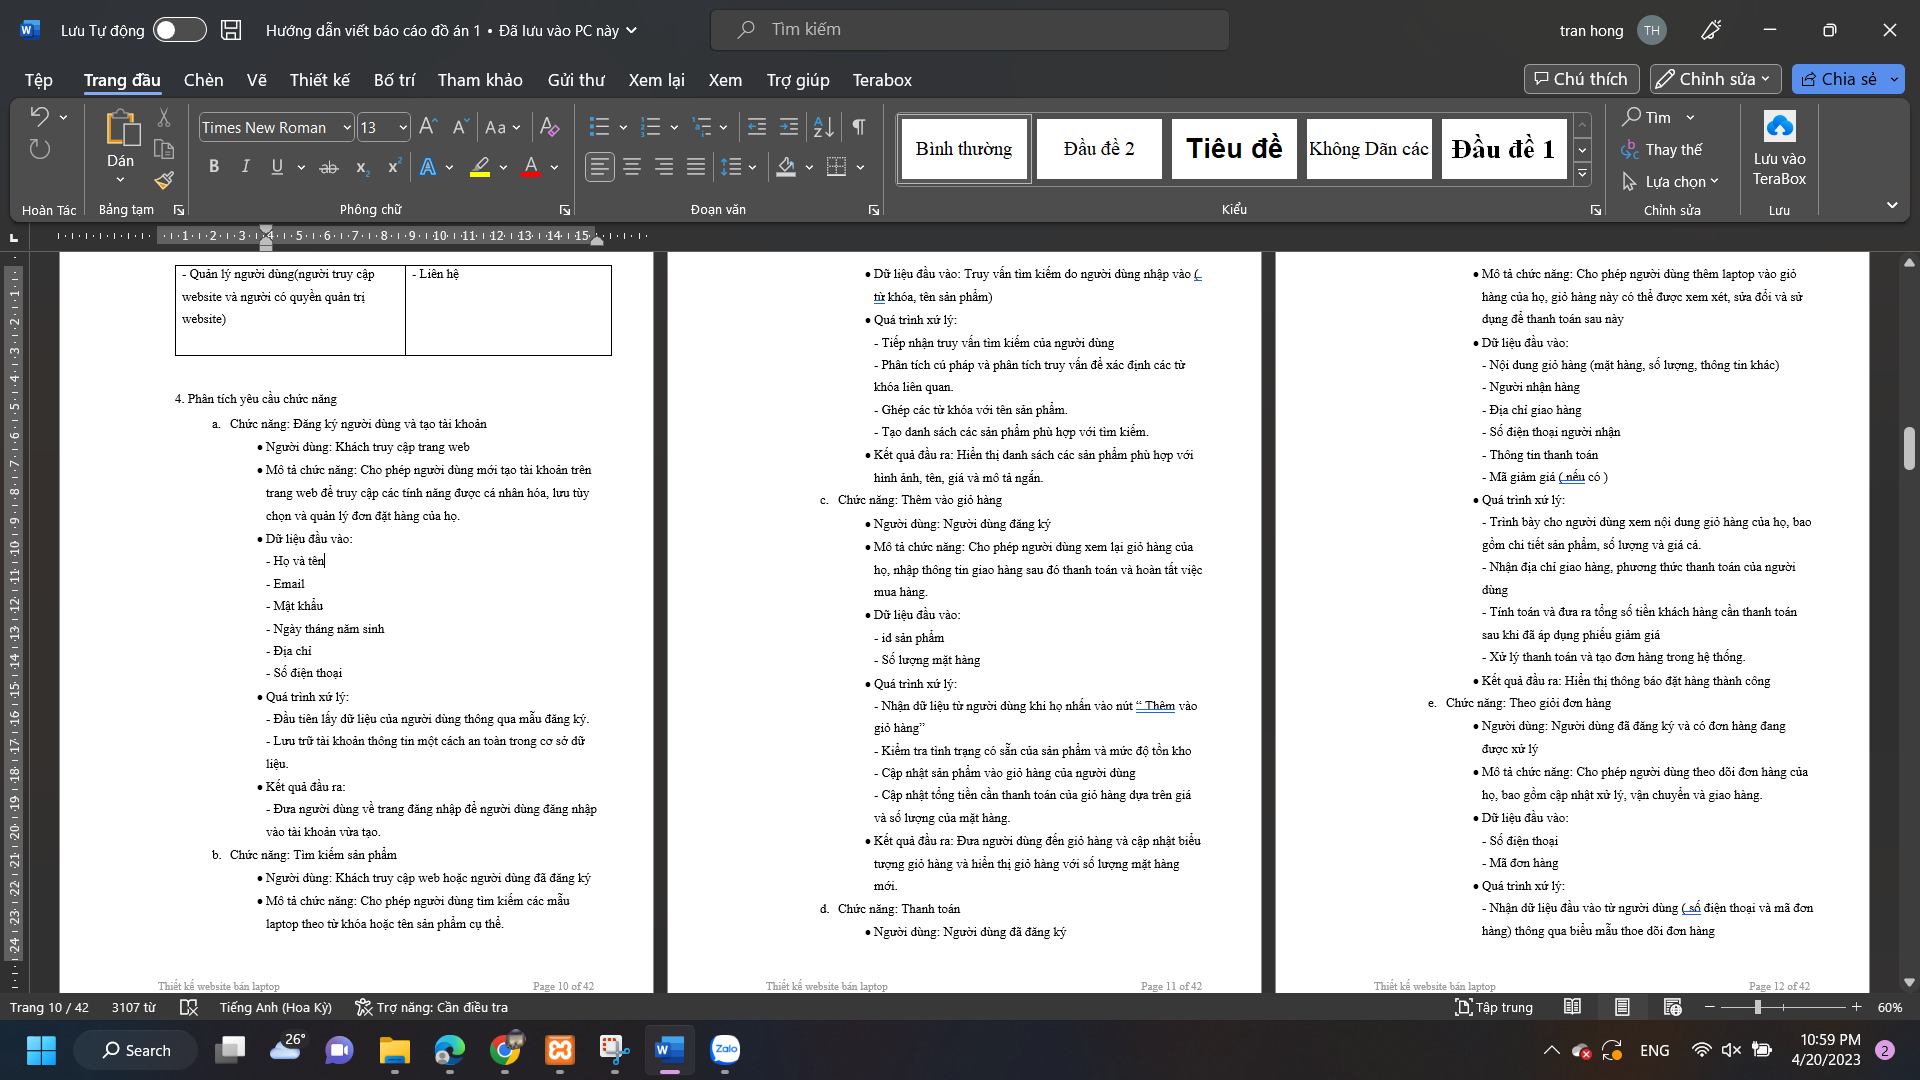 Lưu Tự động
Hướng dẫn viết báo cáo đồ án 1 • Đã lưu vào PC này
Tìm kiếm
tran hong
TH
Tệp
Trang đầu
Chèn
Vẽ
Thiết kế
Bố trí
Tham khảo
Gửi thư
Xem lại
Xem
Trợ giúp
Terabox
Chú thích
Chỉnh sửa
Chia sẻ
Times New Roman
13
Dán
Hoàn Tác
Bảng tạm
Phông chữ
Đoạn văn
Bình thường
Đầu đề 2
Tiêu đề
Không Dãn các
Đầu đề 1
Kiểu
Tìm
Thay thế
Lựa chọn
Chỉnh sửa
Lưu vào
TeraBox
Lưu
- Quản lý người dùng(người truy cập
website và người có quyền quản trị
website)
- Liên hệ
4. Phân tích yêu cầu chức năng
a. Chức năng: Đăng ký người dùng và tạo tài khoản
• Người dùng: Khách truy cập trang web
• Mô tả chức năng: Cho phép người dùng mới tạo tài khoản trên
trang web để truy cập các tính năng được cá nhân hóa, lưu tùy
chọn và quản lý đơn đặt hàng của họ.
• Dữ liệu đầu vào:
- Họ và tên
- Email
- Mật khẩu
- Ngày tháng năm sinh
- Địa chỉ
- Số điện thoại
• Quá trình xử lý:
- Đầu tiên lấy dữ liệu của người dùng thông qua mẫu đăng ký.
- Lưu trữ tài khoản thông tin một cách an toàn trong cơ sở dữ
liệu.
• Kết quả đầu ra:
- Đưa người dùng về trang đăng nhập để người dùng đăng nhập
vào tài khoản vừa tạo.
b. Chức năng: Tìm kiếm sản phẩm
• Người dùng: Khách truy cập web hoặc người dùng đã đăng ký
• Mô tả chức năng: Cho phép người dùng tìm kiếm các mẫu
laptop theo từ khóa hoặc tên sản phẩm cụ thể.
Thiết kế website bán laptop
Page 10 of 42
• Dữ liệu đầu vào: Truy vấn tìm kiếm do người dùng nhập vào (
từ khóa, tên sản phẩm)
• Quá trình xử lý:
- Tiếp nhận truy vấn tìm kiếm của người dùng
- Phân tích cú pháp và phân tích truy vấn để xác định các từ
khóa liên quan.
- Ghép các từ khóa với tên sản phẩm.
- Tạo danh sách các sản phẩm phù hợp với tìm kiếm.
• Kết quả đầu ra: Hiển thị danh sách các sản phẩm phù hợp với
hình ảnh, tên, giá và mô tả ngắn.
c. Chức năng: Thêm vào giỏ hàng
• Người dùng: Người dùng đăng ký
• Mô tả chức năng: Cho phép người dùng xem lại giỏ hàng của
họ, nhập thông tin giao hàng sau đó thanh toán và hoàn tất việc
mua hàng.
• Dữ liệu đầu vào:
- id sản phẩm
- Số lượng mặt hàng
• Quá trình xử lý:
- Nhận dữ liệu từ người dùng khi họ nhấn vào nút “ Thêm vào
giỏ hàng”
- Kiểm tra tình trạng có sẵn của sản phẩm và mức độ tồn kho
- Cập nhật sản phẩm vào giỏ hàng của người dùng
- Cập nhật tổng tiền cần thanh toán của giỏ hàng dựa trên giá
và số lượng của mặt hàng.
• Kết quả đầu ra: Đưa người dùng đến giỏ hàng và cập nhật biểu
tượng giỏ hàng và hiển thị giỏ hàng với số lượng mặt hàng
mới.
d. Chức năng: Thanh toán
• Người dùng: Người dùng đã đăng ký
Thiết kế website bán laptop
Page 11 of 42
• Mô tả chức năng: Cho phép người dùng thêm laptop vào giỏ
hàng của họ, giỏ hàng này có thể được xem xét, sửa đổi và sử
dụng để thanh toán sau này
• Dữ liệu đầu vào:
- Nội dung giỏ hàng (mặt hàng, số lượng, thông tin khác)
- Người nhận hàng
- Địa chỉ giao hàng
- Số điện thoại người nhận
- Thông tin thanh toán
- Mã giảm giá ( nếu có )
• Quá trình xử lý:
- Trình bày cho người dùng xem nội dung giỏ hàng của họ, bao
gồm chi tiết sản phẩm, số lượng và giá cả.
- Nhận địa chỉ giao hàng, phương thức thanh toán của người
dùng
- Tính toán và đưa ra tổng số tiền khách hàng cần thanh toán
sau khi đã áp dụng phiếu giảm giá
- Xử lý thanh toán và tạo đơn hàng trong hệ thống.
• Kết quả đầu ra: Hiển thị thông báo đặt hàng thành công
e. Chức năng: Theo giỏi đơn hàng
• Người dùng: Người dùng đã đăng ký và có đơn hàng đang
được xử lý
• Mô tả chức năng: Cho phép người dùng theo dõi đơn hàng của
họ, bao gồm cập nhật xử lý, vận chuyển và giao hàng.
• Dữ liệu đầu vào:
- Số điện thoại
- Mã đơn hàng
• Quá trình xử lý:
- Nhận dữ liệu đầu vào từ người dùng ( số điện thoại và mã đơn
hàng) thông qua biểu mẫu thoe dõi đơn hàng
Thiết kế website bán laptop
Page 12 of 42
Trang 10 / 42
3107 từ
Tiếng Anh (Hoa Kỳ)
Trợ năng: Cần điều tra
Tập trung
60%
Search
26°
Zalo
ENG
10:59 PM
4/20/2023
2